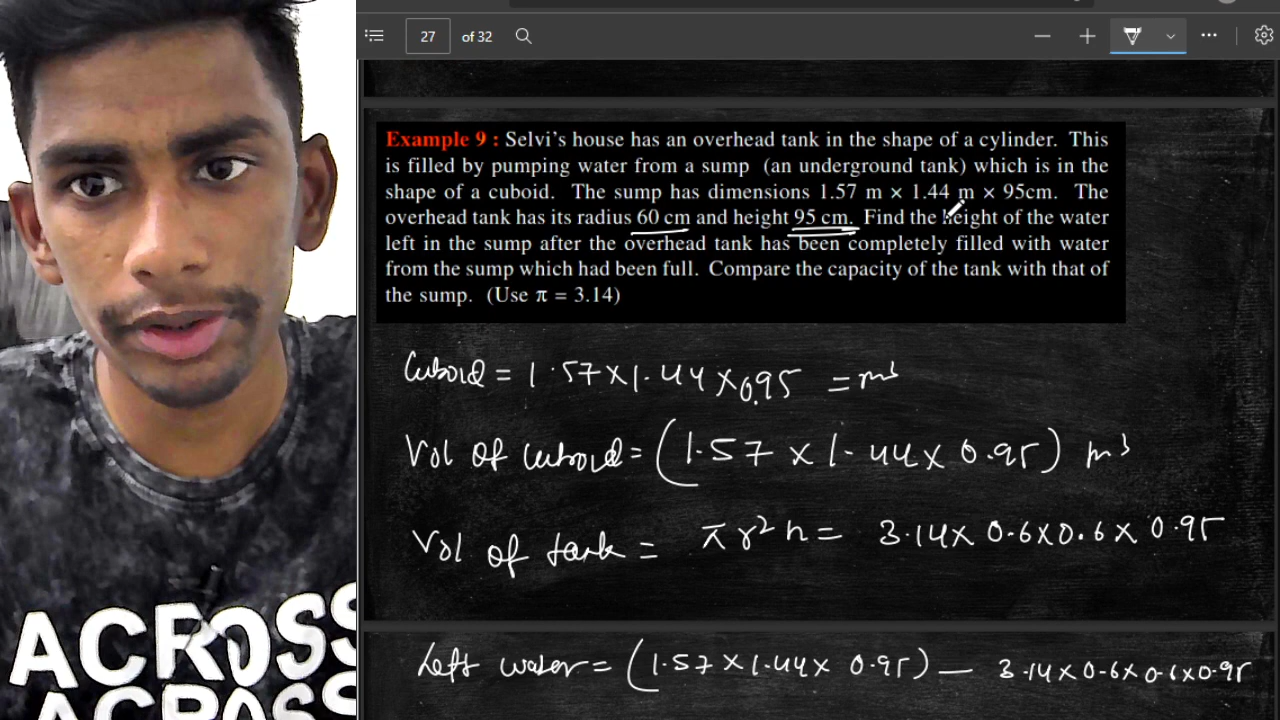 27 of 32
Example 9 : Selvi's house has an overhead tank in the shape of a cylinder. This
is filled by pumping water from a sump (an underground tank) which is in the
shape of a cuboid. The sump has dimensions 1.57 m × 1.44 m × 95cm. The
overhead tank has its radius 60 cm and height 95 cm. Find the height of the water
left in the sump after the overhead tank has been completely filled with water
from the sump which had been full. Compare the capacity of the tank with that of
the sump. (Use π = 3.14)
Cuboid = 1.57×1.44×0.95 = m³
Vol of cuboid = (1.57 × 1.44 × 0.95) m³
Vol of tank = πr²h = 3.14× 0.6×0.6× 0.95
Left water = (1.57×1.44× 0.95) — 3.14×0.6×0.6×0.95
ACROSS
ACROSS